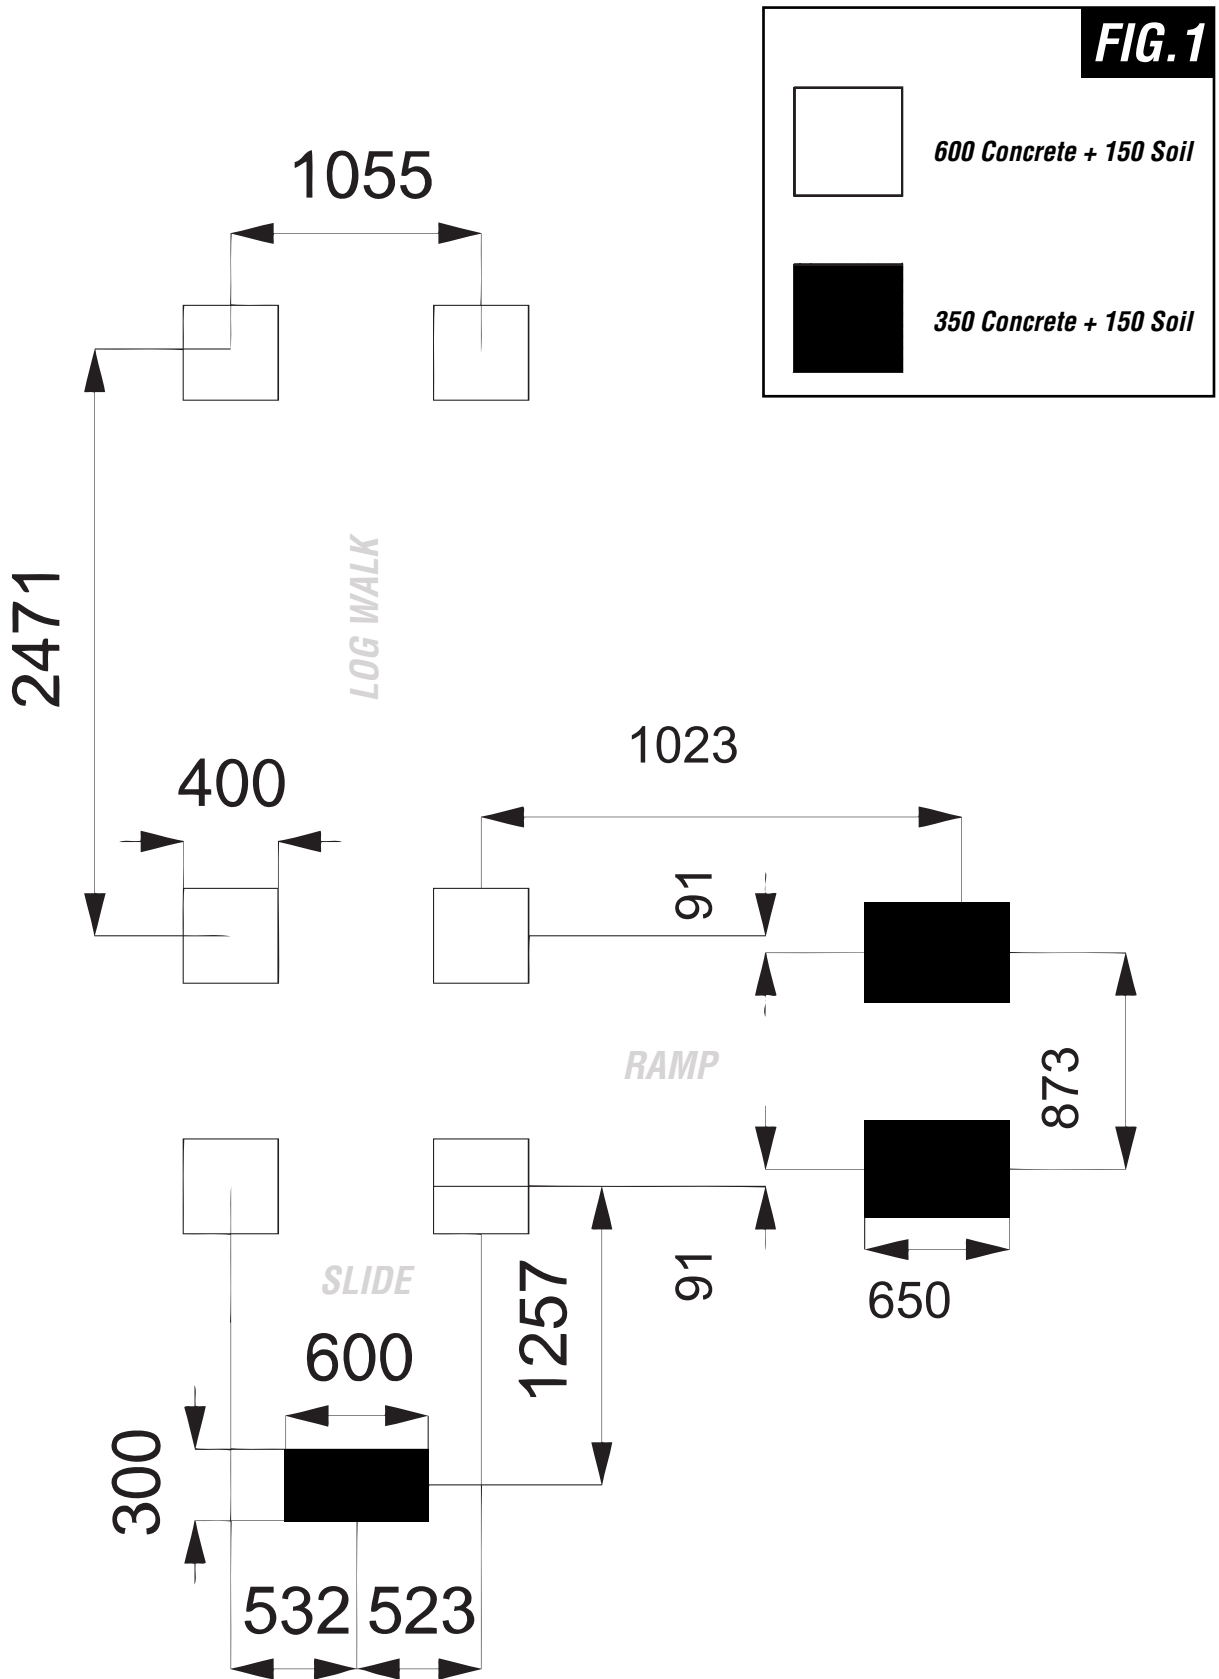 FIG.1
600 Concrete + 150 Soil
350 Concrete + 150 Soil
1055
2471
LOG WALK
400
1023
91
RAMP
873
91
650
SLIDE
1257
600
300
532
523